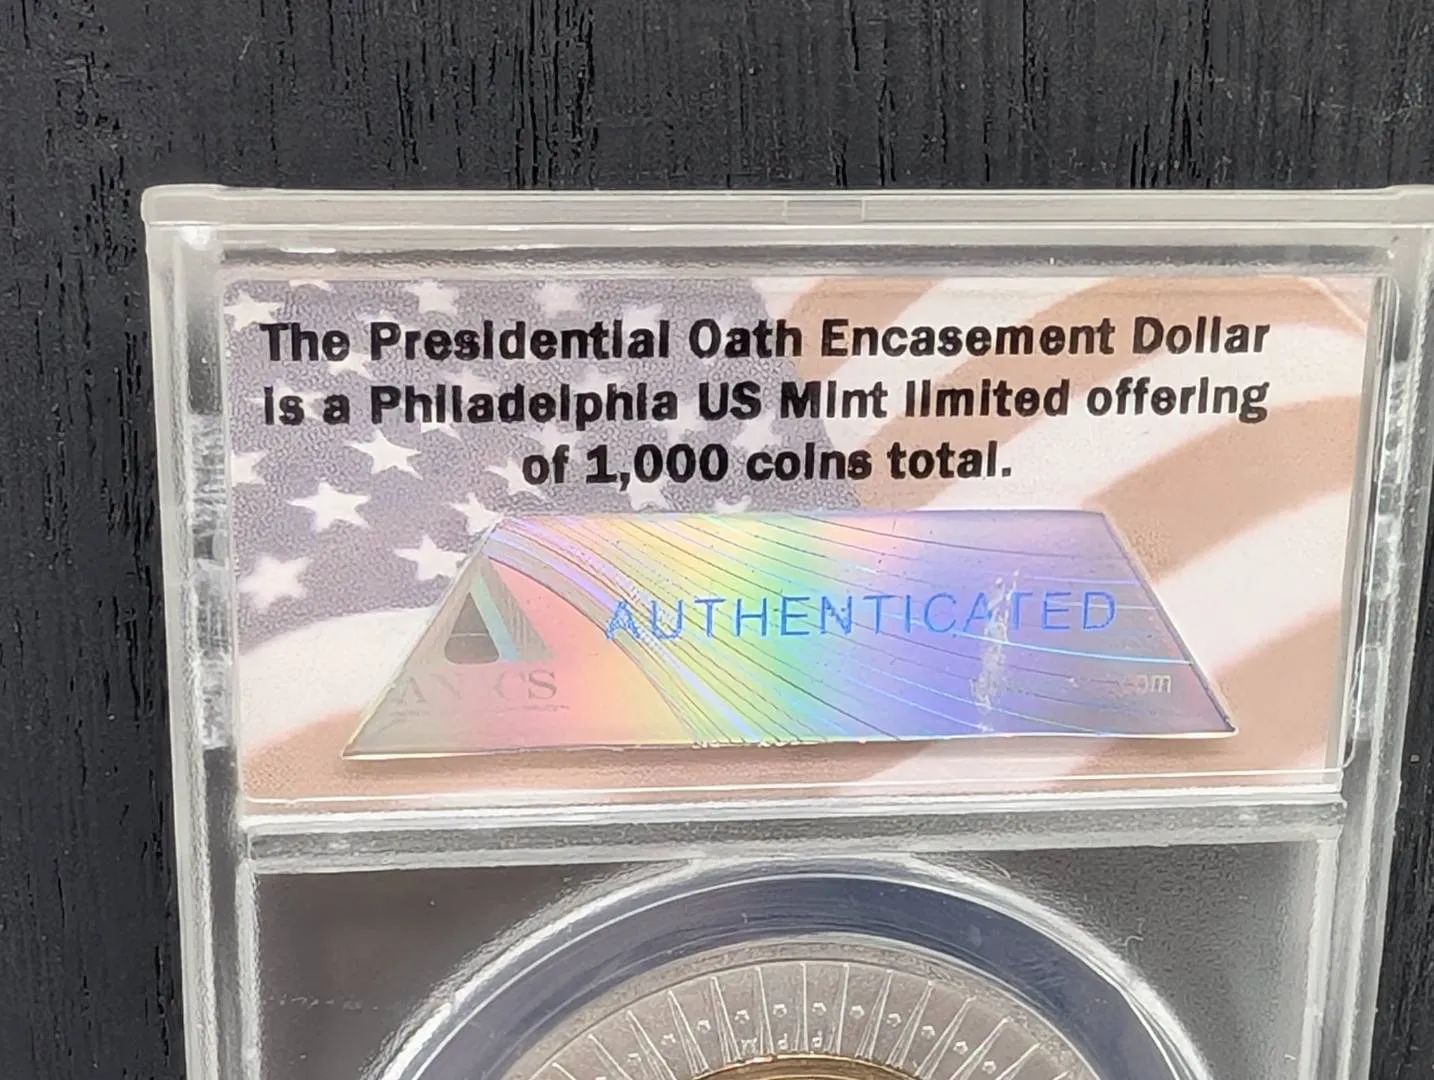 The Presidential Oath Encasement Dollar
is a Philadelphia US Mint limited offering
of 1,000 coins total.
AUTHENTICATED